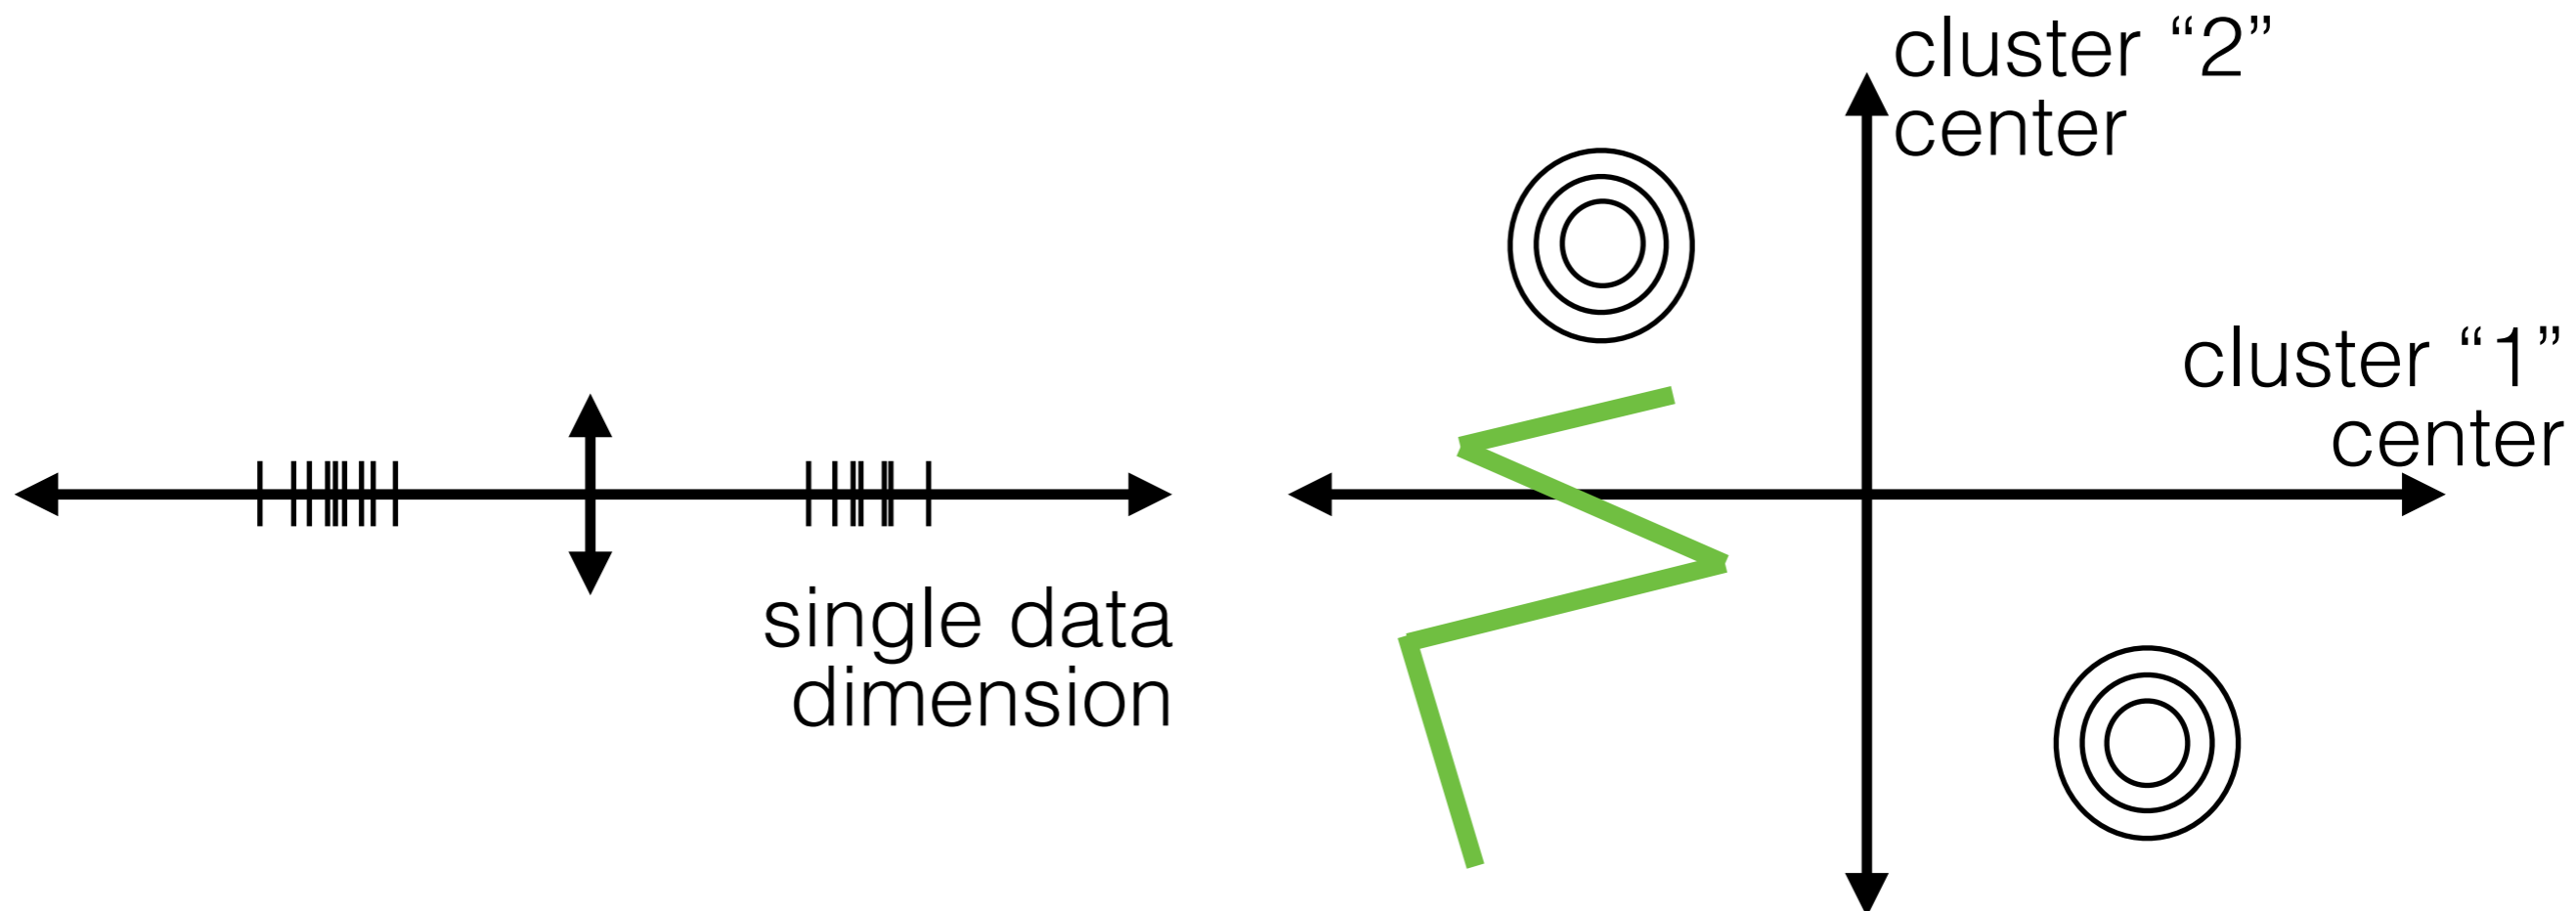 cluster “2”
center
cluster “1”
center
single data
dimension